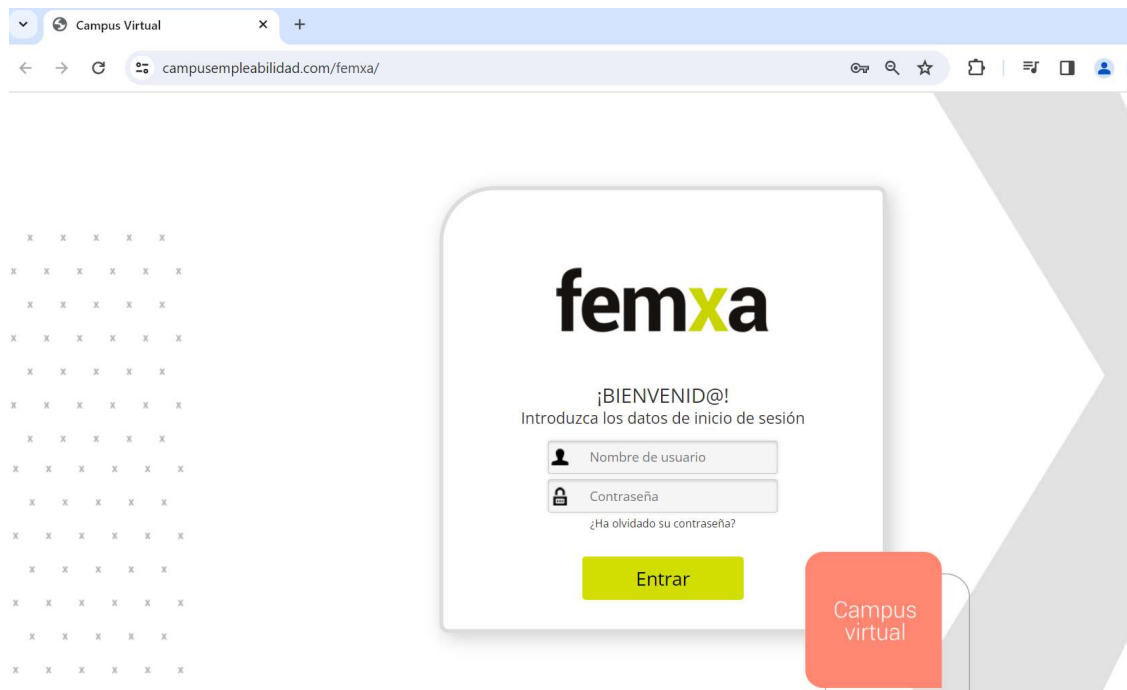 Campus Virtual
campusempleabilidad.com/femxa/
femxa
¡BIENVENID@!
Introduzca los datos de inicio de sesión
Nombre de usuario
Contraseña
¿Ha olvidado su contraseña?
Entrar
Campus
virtual